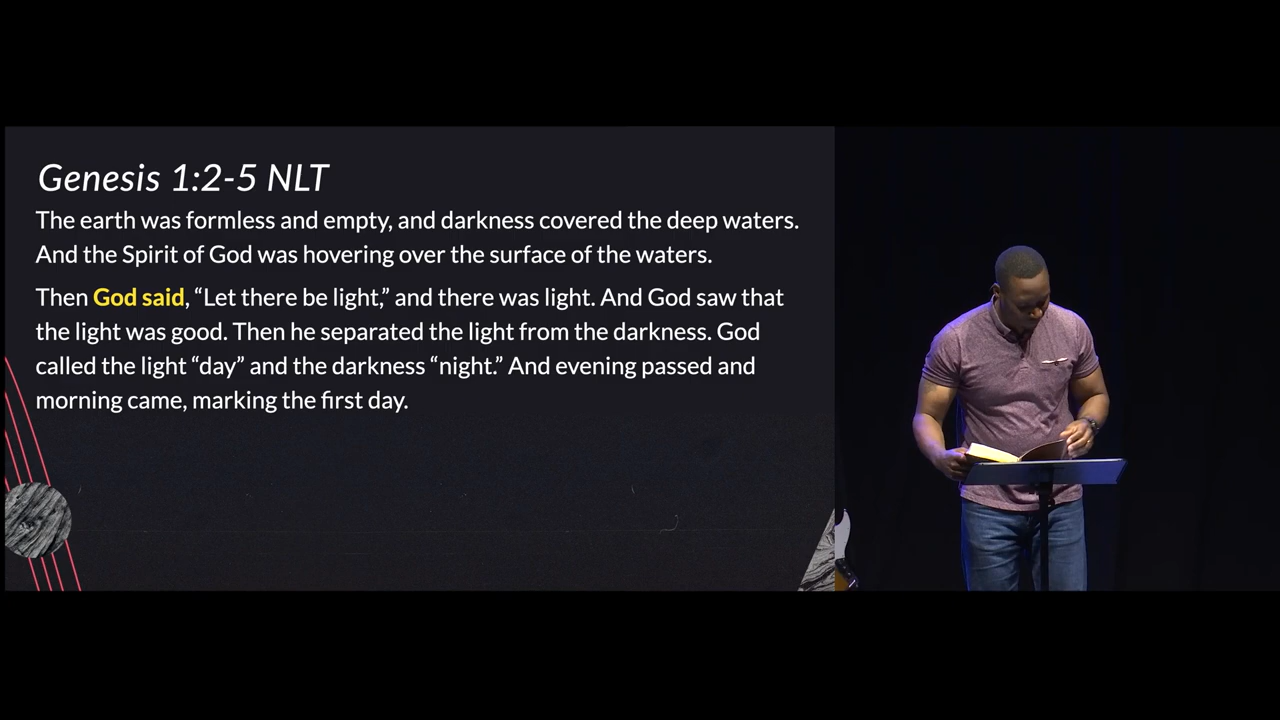 Genesis 1:2-5 NLT
The earth was formless and empty, and darkness covered the deep waters.
And the Spirit of God was hovering over the surface of the waters.
Then God said, “Let there be light,” and there was light. And God saw that
the light was good. Then he separated the light from the darkness. God
called the light “day” and the darkness “night.” And evening passed and
morning came, marking the first day.